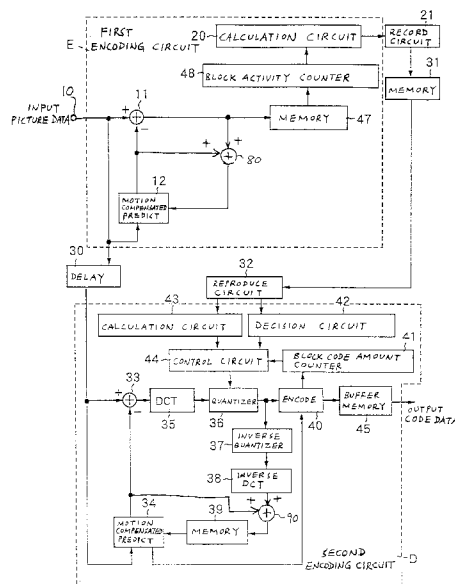 20
CALCULATION CIRCUIT
21
RECORD
CIRCUIT
FIRST
ENCODING CIRCUIT
E
48
BLOCK ACTIVITY COUNTER
31
MEMORY
10
INPUT
PICTURE DATA
11
+
−
+
+
80
MEMORY
47
12
MOTION
COMPENSATED
PREDICT
30
DELAY
32
REPRODUCE
CIRCUIT
43
CALCULATION CIRCUIT
42
DECISION CIRCUIT
44
CONTROL CIRCUIT
41
BLOCK CODE AMOUNT
COUNTER
33
+
−
DCT
35
QUANTIZER
36
ENCODE
40
BUFFER
MEMORY
45
OUTPUT
CODE DATA
37
INVERSE
QUANTIZER
38
INVERSE
DCT
+
+
90
39
MEMORY
34
MOTION
COMPENSATED
PREDICT
SECOND
ENCODING CIRCUIT
D